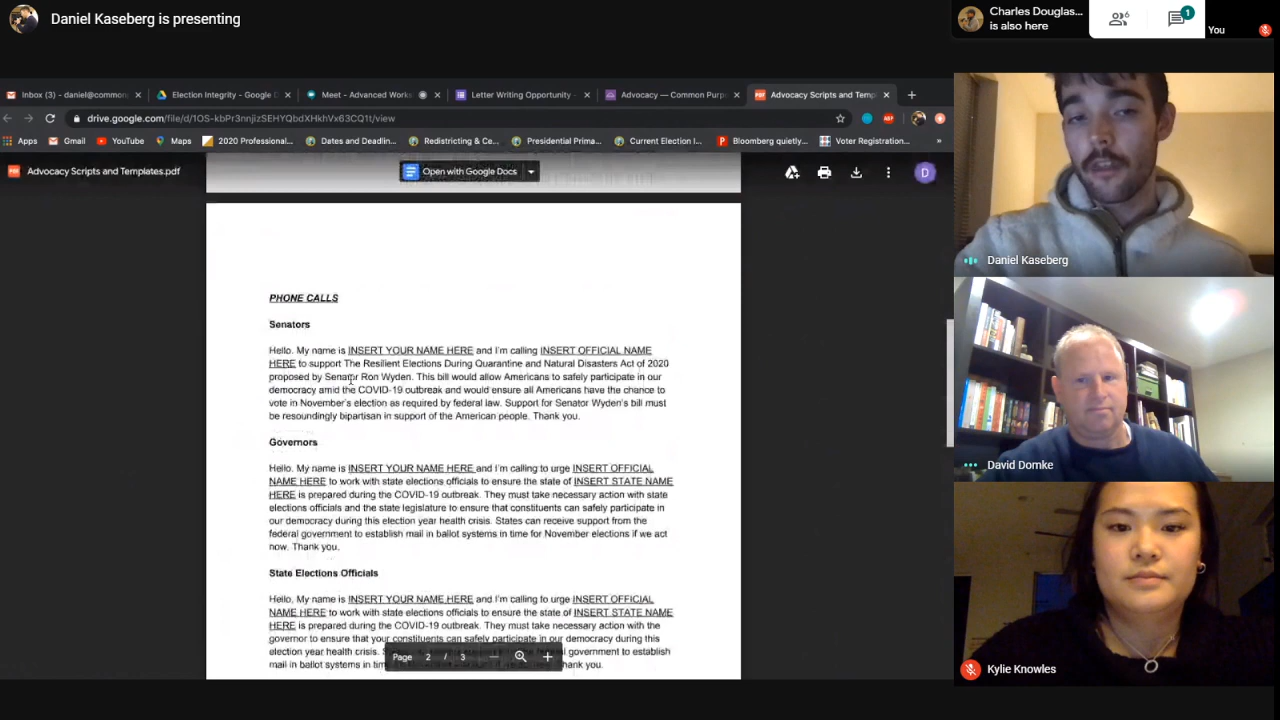 Daniel Kaseberg is presenting
Charles Douglas...
is also here
6
1
You
Inbox (3) - daniel@common
Election Integrity - Google D
Meet - Advanced Work
Letter Writing Opportunity -
Advocacy — Common Purp
Advocacy Scripts and Templ
Apps
Gmail
YouTube
Maps
2020 Professional...
Dates and Deadlin...
Redistricting & Ce...
Presidential Prima...
Current Election I...
Bloomberg quietly...
Voter Registration...
»
Advocacy Scripts and Templates.pdf
Open with Google Docs
D
PHONE CALLS
Senators
Hello. My name is INSERT YOUR NAME HERE and I'm calling INSERT OFFICIAL NAME
HERE to support The Resilient Elections During Quarantine and Natural Disasters Act of 2020
proposed by Senator Ron Wyden. This bill would allow Americans to safely participate in our
democracy amid the COVID-19 outbreak and would ensure all Americans have the chance to
vote in November's election as required by federal law. Support for Senator Wyden's bill must
be resoundingly bipartisan in support of the American people. Thank you.
Governors
Hello. My name is INSERT YOUR NAME HERE and I'm calling to urge INSERT OFFICIAL
NAME HERE to work with state elections officials to ensure the state of INSERT STATE NAME
HERE is prepared during the COVID-19 outbreak. They must take necessary action with state
elections officials and the state legislature to ensure that constituents can safely participate in
our democracy during this election year health crisis. States can receive support from the
federal government to establish mail in ballot systems in time for November elections if we act
now. Thank you.
State Elections Officials
Hello. My name is INSERT YOUR NAME HERE and I'm calling to urge INSERT OFFICIAL
NAME HERE to work with state elections officials to ensure the state of INSERT STATE NAME
HERE is prepared during the COVID-19 outbreak. They must take necessary action with the
governor to ensure that your constituents can safely participate in our democracy during this
election year health crisis. government to establish
mail in ballot systems in time hank you.
Page 2 / 3
Daniel Kaseberg
David Domke
Kylie Knowles